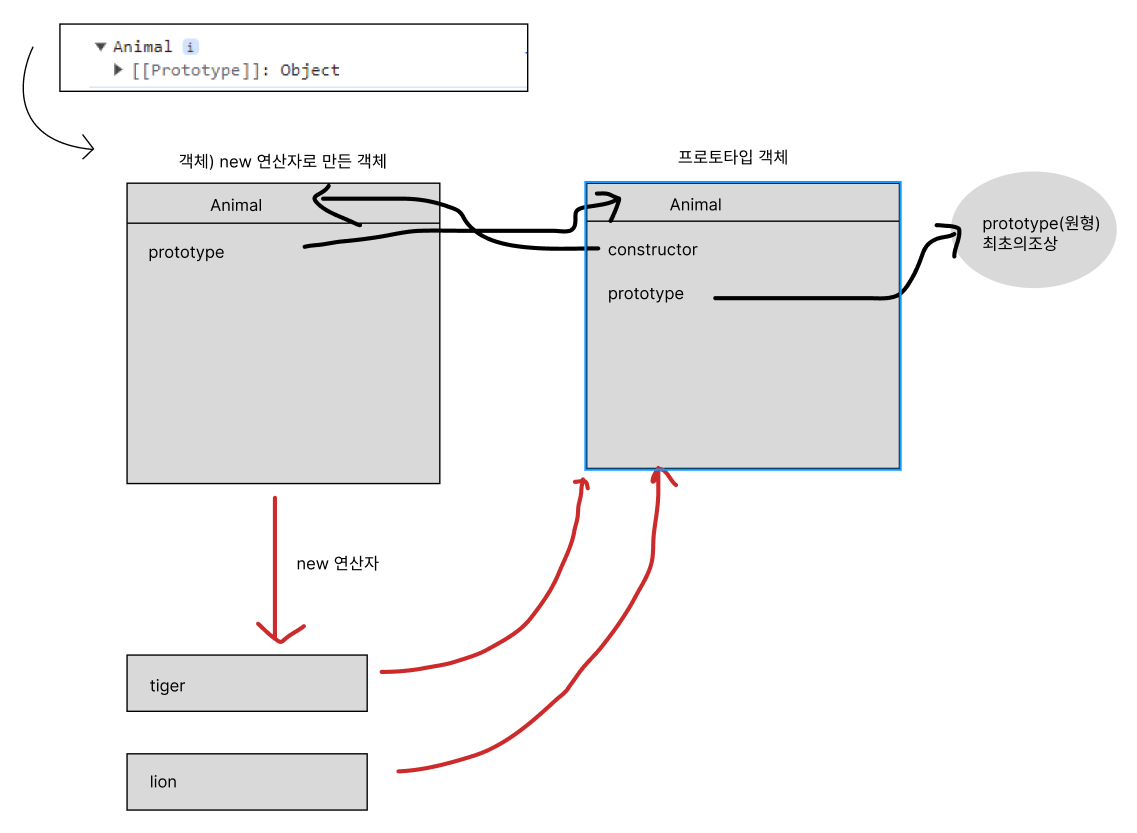 Animal i
[[Prototype]]: Object
객체) new 연산자로 만든 객체
프로토타입 객체
Animal
Animal
prototype(원형)
최초의조상
prototype
constructor
prototype
new 연산자
tiger
lion